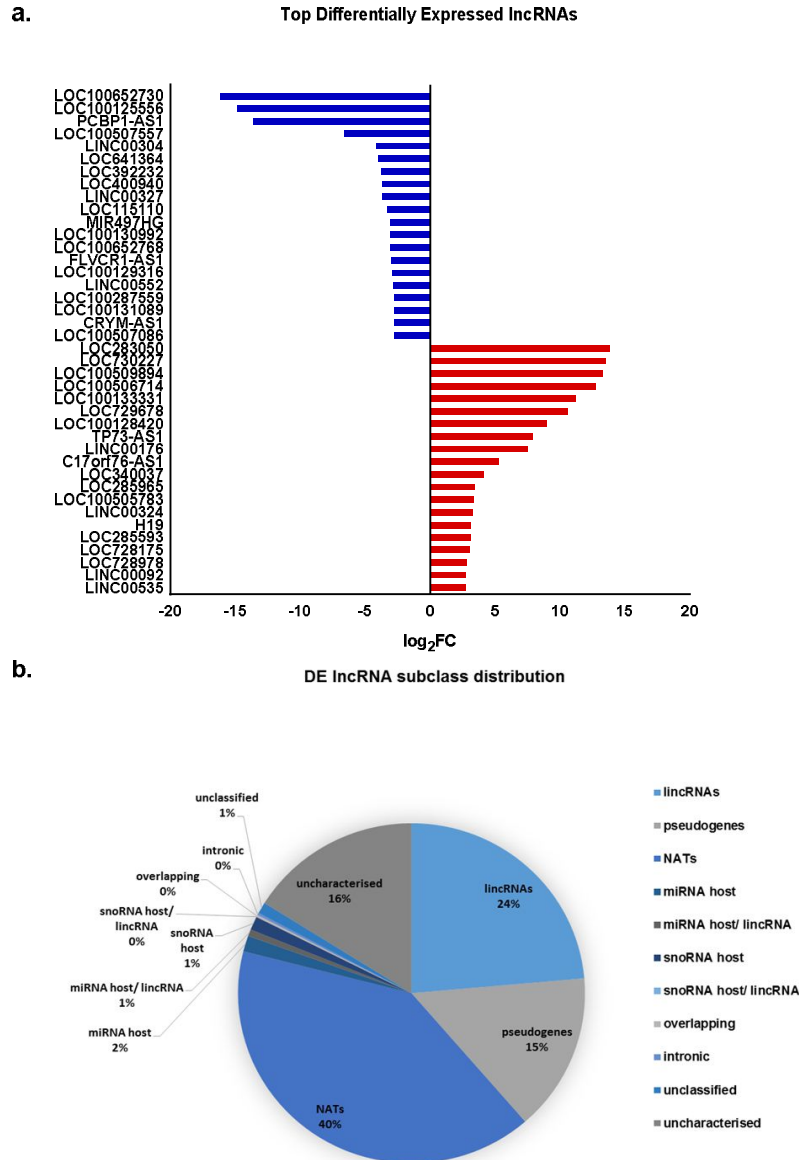 a.
Top Differentially Expressed lncRNAs
LOC100652730
LOC100125556
PCBP1-AS1
LOC100507557
LINC00304
LOC641364
LOC392232
LOC400940
LINC00327
LOC115110
MIR497HG
LOC100130992
LOC100652768
FLVCR1-AS1
LOC100129316
LINC00552
LOC100287559
LOC100131089
CRYM-AS1
LOC100507086
LOC283050
LOC730227
LOC100509894
LOC100506714
LOC100133331
LOC729678
LOC100128420
TP73-AS1
LINC00176
C17orf76-AS1
LOC340037
LOC285965
LOC100505783
LINC00324
H19
LOC285593
LOC728175
LOC728978
LINC00092
LINC00535
-20 -15 -10 -5 0 5 10 15 20
log2FC
b.
DE lncRNA subclass distribution
unclassified
1%
intronic
0%
overlapping
0%
snoRNA host/
lincRNA
0%
snoRNA
host
1%
miRNA host/ lincRNA
1%
miRNA host
2%
uncharacterised
16%
lincRNAs
24%
pseudogenes
15%
NATs
40%
lincRNAs
pseudogenes
NATs
miRNA host
miRNA host/ lincRNA
snoRNA host
snoRNA host/ lincRNA
overlapping
intronic
unclassified
uncharacterised